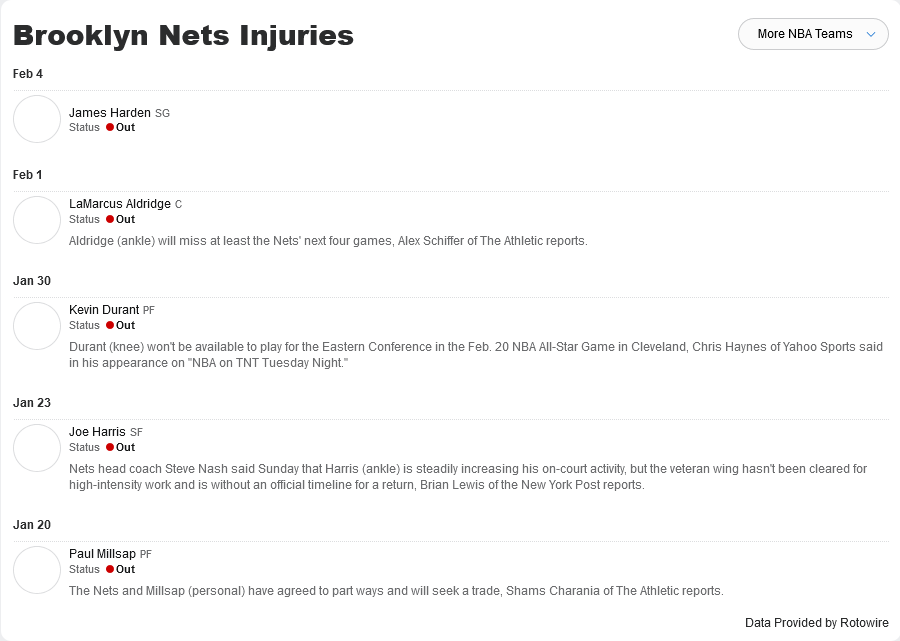 Brooklyn Nets Injuries
More NBA Teams
Feb 4
James Harden SG
Status Out
Feb 1
LaMarcus Aldridge C
Status Out
Aldridge (ankle) will miss at least the Nets' next four games, Alex Schiffer of The Athletic reports.
Jan 30
Kevin Durant PF
Status Out
Durant (knee) won't be available to play for the Eastern Conference in the Feb. 20 NBA All-Star Game in Cleveland, Chris Haynes of Yahoo Sports said
in his appearance on "NBA on TNT Tuesday Night."
Jan 23
Joe Harris SF
Status Out
Nets head coach Steve Nash said Sunday that Harris (ankle) is steadily increasing his on-court activity, but the veteran wing hasn't been cleared for
high-intensity work and is without an official timeline for a return, Brian Lewis of the New York Post reports.
Jan 20
Paul Millsap PF
Status Out
The Nets and Millsap (personal) have agreed to part ways and will seek a trade, Shams Charania of The Athletic reports.
Data Provided by Rotowire